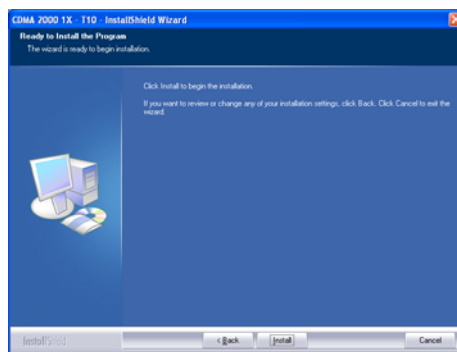 CDMA 2000 1X - T10 - InstallShield Wizard
Ready to Install the Program
The wizard is ready to begin installation.
Click Install to begin the installation.
If you want to review or change any of your installation settings, click Back. Click Cancel to exit the
wizard.
InstallShield
< Back Install Cancel